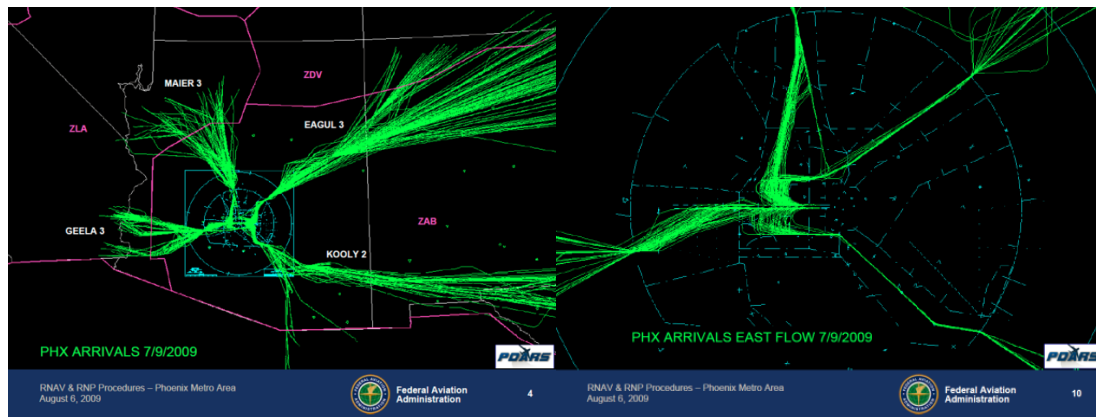 ZDV
MAIER 3
EAGUL 3
ZLA
GEELA 3
ZAB
KOOLY 2
PHX ARRIVALS 7/9/2009
PDARS
RNAV & RNP Procedures – Phoenix Metro Area
August 6, 2009
Federal Aviation
Administration
4
PHX ARRIVALS EAST FLOW 7/9/2009
PDARS
RNAV & RNP Procedures – Phoenix Metro Area
August 6, 2009
Federal Aviation
Administration
10